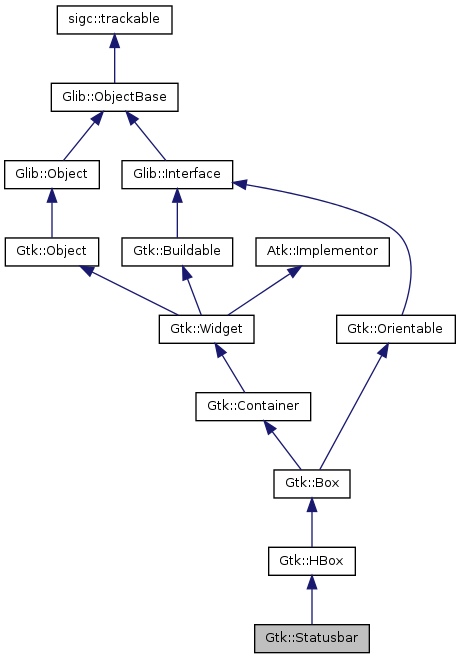 sigc::trackable
Glib::ObjectBase
Glib::Object
Glib::Interface
Gtk::Object
Gtk::Buildable
Atk::Implementor
Gtk::Widget
Gtk::Orientable
Gtk::Container
Gtk::Box
Gtk::HBox
Gtk::Statusbar